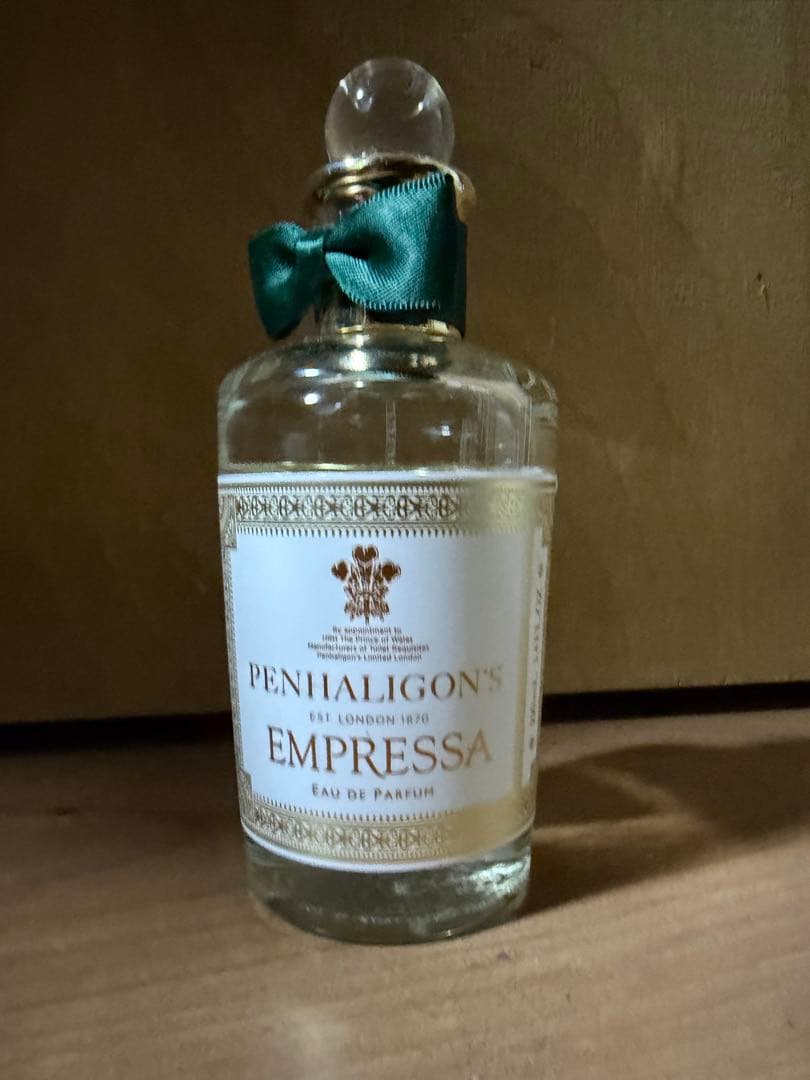 By appointment to
HRH The Prince of Wales
Manufacturers of Toilet Requisites
Penhaligon's Limited London
PENHALIGON'S
EST. LONDON 1870
EMPRESSA
EAU DE PARFUM